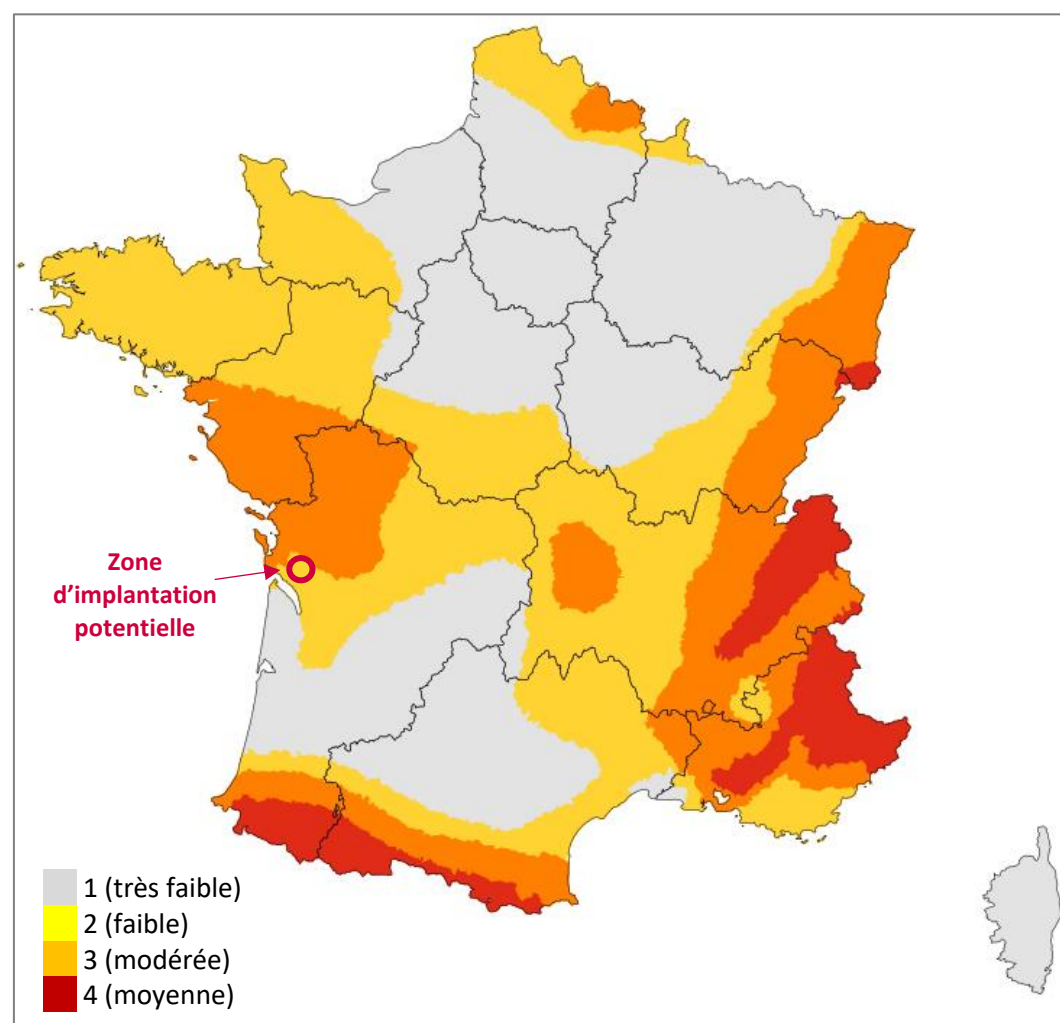 Zone
d’implantation
potentielle
1 (très faible)
2 (faible)
3 (modérée)
4 (moyenne)